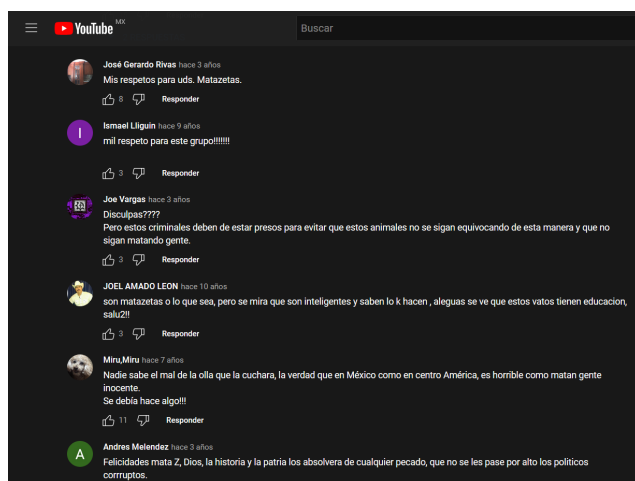 YouTube MX
Buscar
José Gerardo Rivas hace 3 años
Mis respetos para uds. Matazetas.
8 Responder
I
Ismael Lliguin hace 9 años
mil respeto para este grupo!!!!!!!
3 Responder
Joe Vargas hace 3 años
Disculpas????
Pero estos criminales deben de estar presos para evitar que estos animales no se sigan equivocando de esta manera y que no
sigan matando gente.
3 Responder
JOEL AMADO LEON hace 10 años
son matazetas o lo que sea, pero se mira que son inteligentes y saben lo k hacen , aleguas se ve que estos vatos tienen educacion,
salu2!!
3 Responder
Miru,Miru hace 7 años
Nadie sabe el mal de la olla que la cuchara, la verdad que en México como en centro América, es horrible como matan gente
inocente.
Se debía hace algo!!!
11 Responder
A
Andres Melendez hace 3 años
Felicidades mata Z, Dios, la historia y la patria los absolvera de cualquier pecado, que no se les pase por alto los politicos
corrruptos.